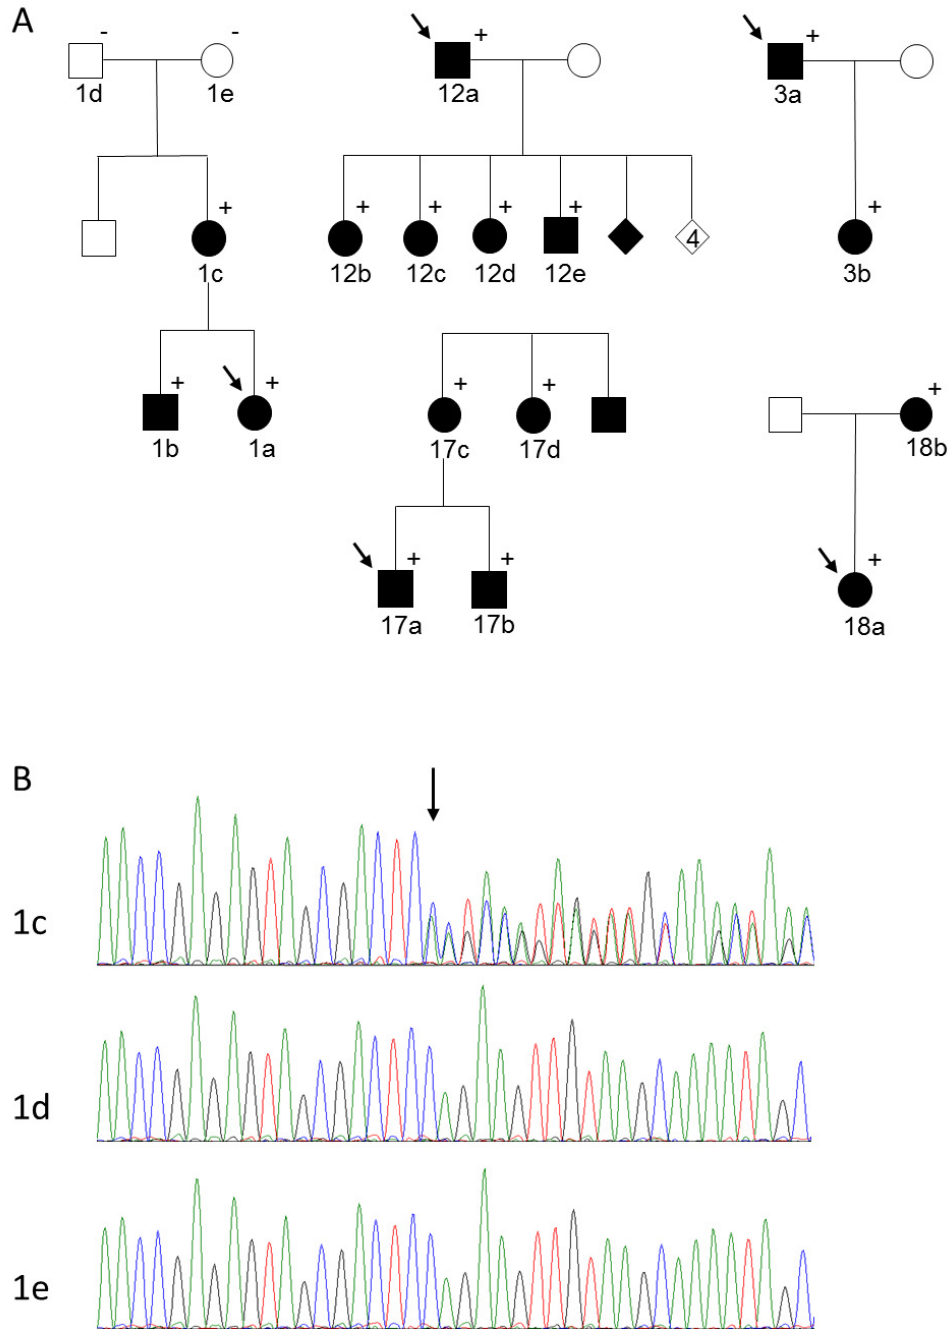 A
- - + +
1d 1e 12a 3a
+ + + + + +
4
1c 12b 12c 12d 12e 3b
+ + + + +
1b 1a 17c 17d 18b
+ + +
17a 17b 18a
B
1c
1d
1e